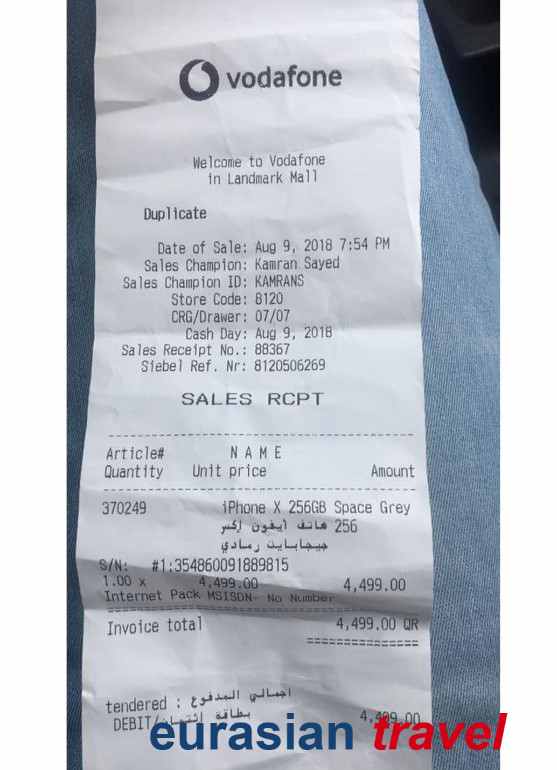 vodafone
Welcome to Vodafone
in Landmark Mall
Duplicate
Date of Sale: Aug 9, 2018 7:54 PM
Sales Champion: Kamran Sayed
Sales Champion ID: KAMRANS
Store Code: 8120
CRG/Drawer: 07/07
Cash Day: Aug 9, 2018
Sales Receipt No.: 88367
Siebel Ref. Nr: 8120506269
SALES RCPT
Article# N A M E
Quantity Unit price Amount
370249 iPhone X 256GB Space Grey
هاتف آيفون إكس 256
جيجابايت رمادي
S/N: #1:354860091889815
1.00 x 4,499.00 4,499.00
Internet Pack MSISDN- No Number
Invoice total 4,499.00 QR
tendered : اجمالي المدفوع
DEBIT/بطاقة إئتمان 4,499.00
eurasian travel